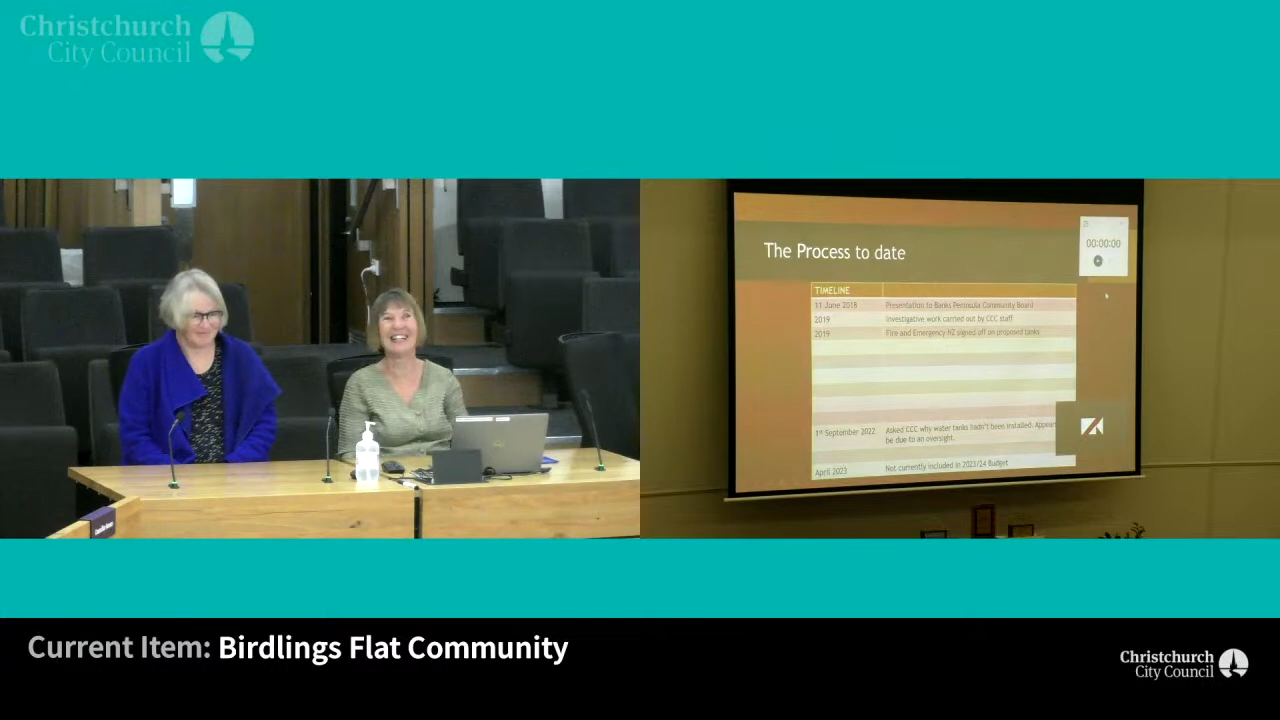 Christchurch
City Council
The Process to date
00:00:00
TIMELINE
11 June 2018 Presentation to Banks Peninsula Community Board
2019 Investigative work carried out by CCC staff
2019 Fire and Emergency NZ signed off on proposed tanks
1st September 2022 Asked CCC why water tanks hadn't been installed. Appears
be due to an oversight.
April 2023 Not currently included in 2023/24 Budget
Current Item: Birdlings Flat Community
Christchurch
City Council